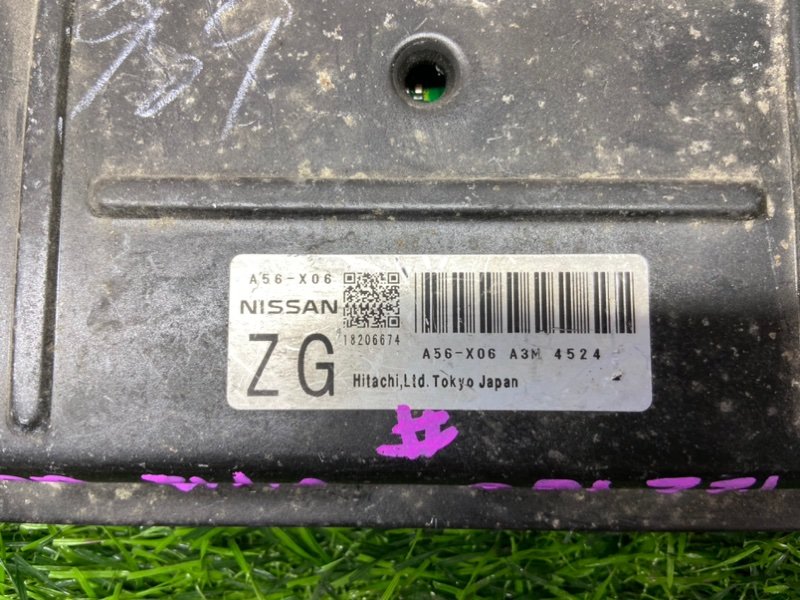 A56-X06
NISSAN
18206674
ZG
A56-X06 A3M 4524
Hitachi,Ltd.Tokyo Japan
#